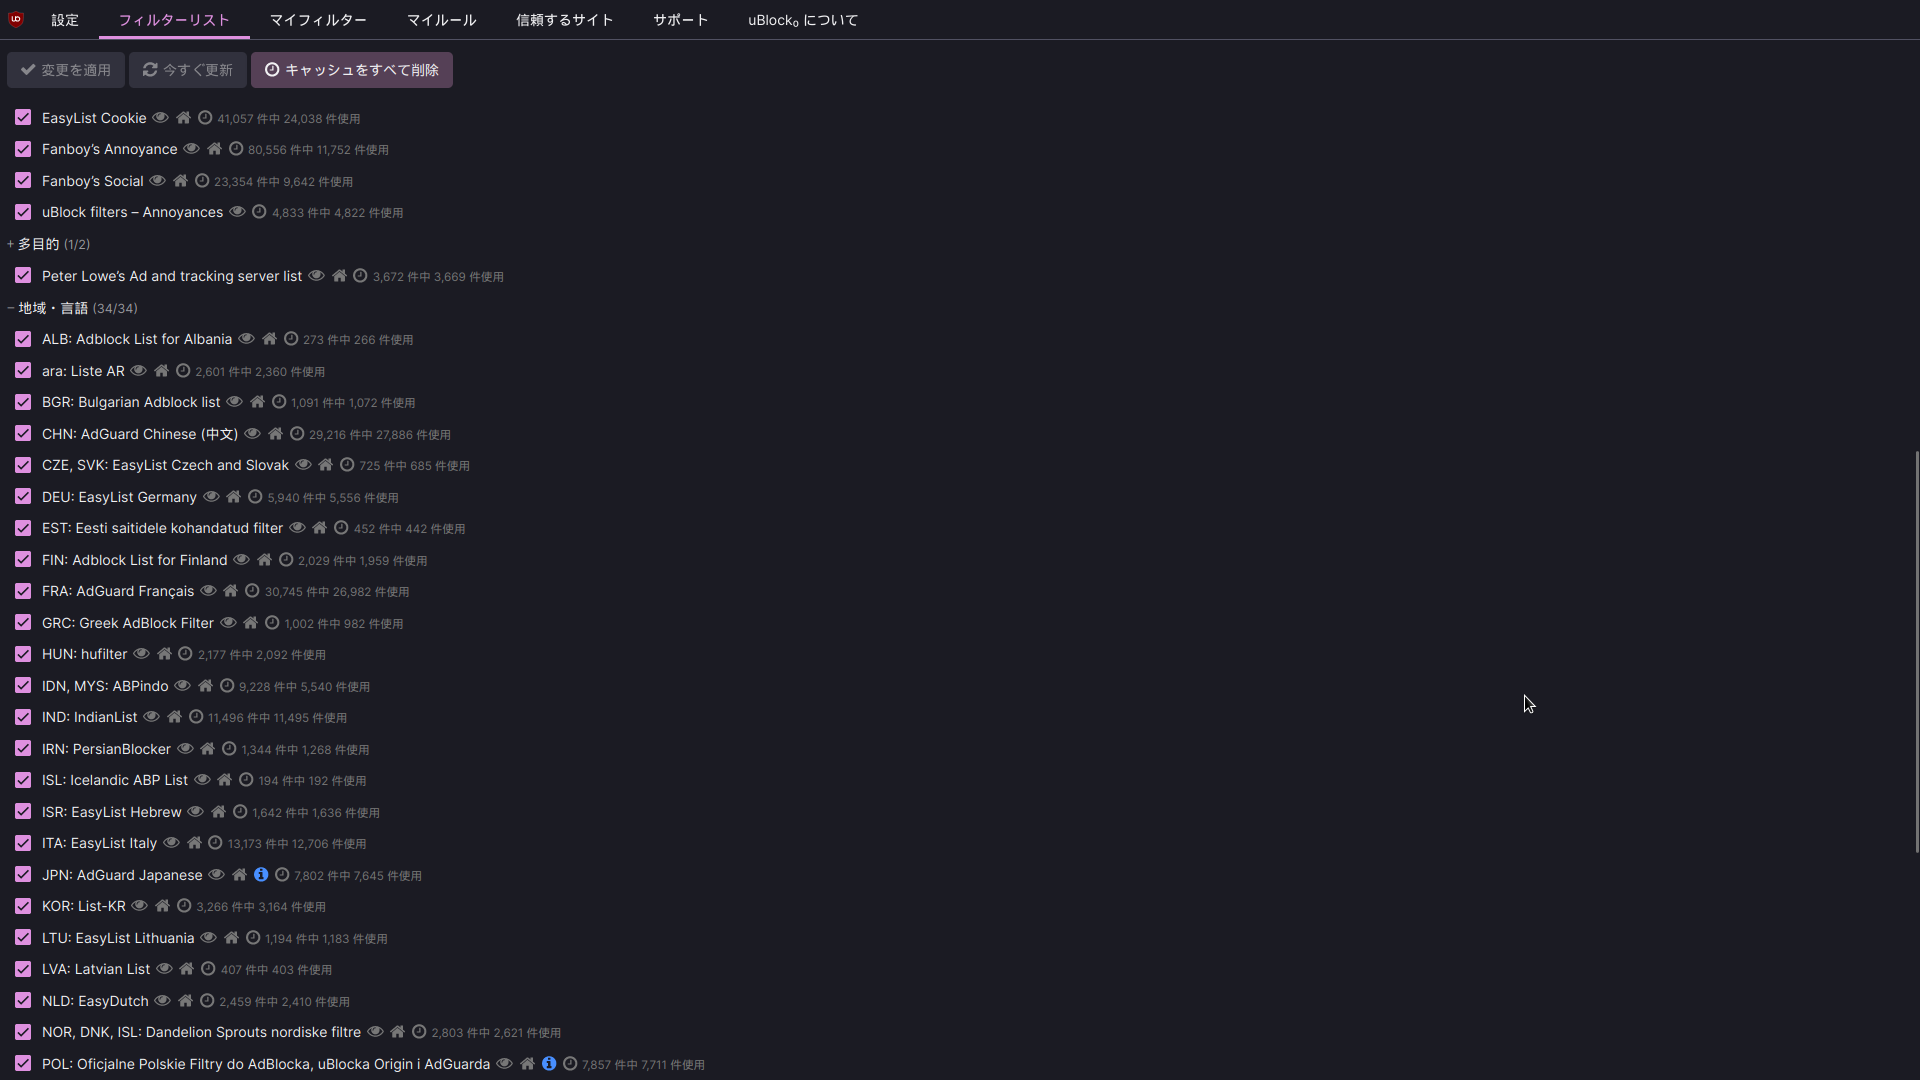 設定 フィルターリスト マイフィルター マイルール 信頼するサイト サポート uBlock₀ について
変更を適用 今すぐ更新 キャッシュをすべて削除
EasyList Cookie 41,057 件中 24,038 件使用
Fanboy’s Annoyance 80,556 件中 11,752 件使用
Fanboy’s Social 23,354 件中 9,642 件使用
uBlock filters – Annoyances 4,833 件中 4,822 件使用
+ 多目的 (1/2)
Peter Lowe’s Ad and tracking server list 3,672 件中 3,669 件使用
− 地域・言語 (34/34)
ALB: Adblock List for Albania 273 件中 266 件使用
ara: Liste AR 2,601 件中 2,360 件使用
BGR: Bulgarian Adblock list 1,091 件中 1,072 件使用
CHN: AdGuard Chinese (中文) 29,216 件中 27,886 件使用
CZE, SVK: EasyList Czech and Slovak 725 件中 685 件使用
DEU: EasyList Germany 5,940 件中 5,556 件使用
EST: Eesti saitidele kohandatud filter 452 件中 442 件使用
FIN: Adblock List for Finland 2,029 件中 1,959 件使用
FRA: AdGuard Français 30,745 件中 26,982 件使用
GRC: Greek AdBlock Filter 1,002 件中 982 件使用
HUN: hufilter 2,177 件中 2,092 件使用
IDN, MYS: ABPindo 9,228 件中 5,540 件使用
IND: IndianList 11,496 件中 11,495 件使用
IRN: PersianBlocker 1,344 件中 1,268 件使用
ISL: Icelandic ABP List 194 件中 192 件使用
ISR: EasyList Hebrew 1,642 件中 1,636 件使用
ITA: EasyList Italy 13,173 件中 12,706 件使用
JPN: AdGuard Japanese 7,802 件中 7,645 件使用
KOR: List-KR 3,266 件中 3,164 件使用
LTU: EasyList Lithuania 1,194 件中 1,183 件使用
LVA: Latvian List 407 件中 403 件使用
NLD: EasyDutch 2,459 件中 2,410 件使用
NOR, DNK, ISL: Dandelion Sprouts nordiske filtre 2,803 件中 2,621 件使用
POL: Oficjalne Polskie Filtry do AdBlocka, uBlocka Origin i AdGuarda 7,857 件中 7,711 件使用